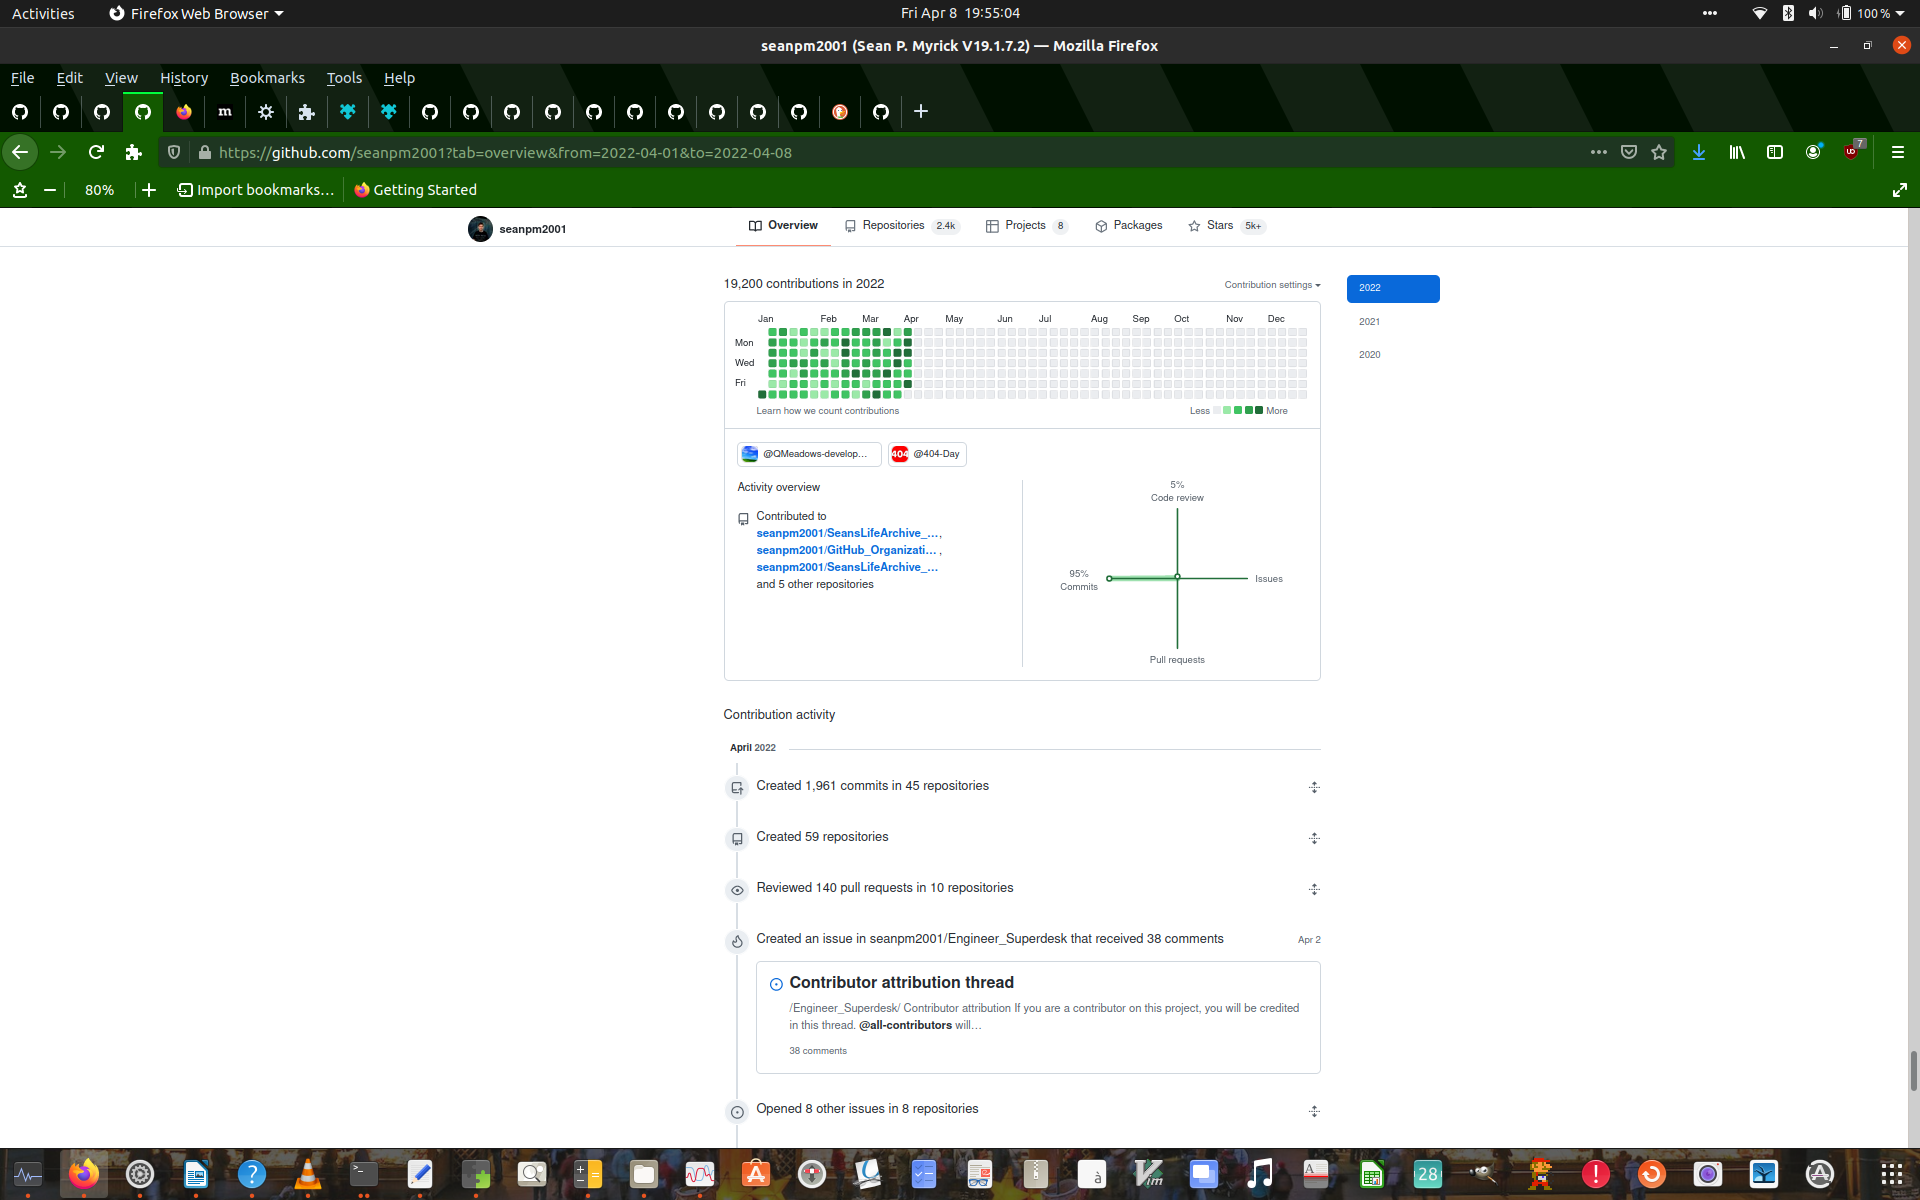 Activities Firefox Web Browser Fri Apr 8 19:55:04 100 %
seanpm2001 (Sean P. Myrick V19.1.7.2) — Mozilla Firefox
File Edit View History Bookmarks Tools Help
m
https://github.com/seanpm2001?tab=overview&from=2022-04-01&to=2022-04-08 7
80% Import bookmarks… Getting Started
seanpm2001 Overview Repositories 2.4k Projects 8 Packages Stars 5k+
19,200 contributions in 2022 Contribution settings 2022
2021
2020
Jan Feb Mar Apr May Jun Jul Aug Sep Oct Nov Dec
Mon
Wed
Fri
Learn how we count contributions Less More
@QMeadows-develop… 404 @404-Day
Activity overview
Contributed to
seanpm2001/SeansLifeArchive_…,
seanpm2001/GitHub_Organizati… ,
seanpm2001/SeansLifeArchive_…
and 5 other repositories
5%
Code review
95%
Commits
Issues
Pull requests
Contribution activity
April 2022
Created 1,961 commits in 45 repositories
Created 59 repositories
Reviewed 140 pull requests in 10 repositories
Created an issue in seanpm2001/Engineer_Superdesk that received 38 comments Apr 2
Contributor attribution thread
/Engineer_Superdesk/ Contributor attribution If you are a contributor on this project, you will be credited
in this thread. @all-contributors will…
38 comments
Opened 8 other issues in 8 repositories
28